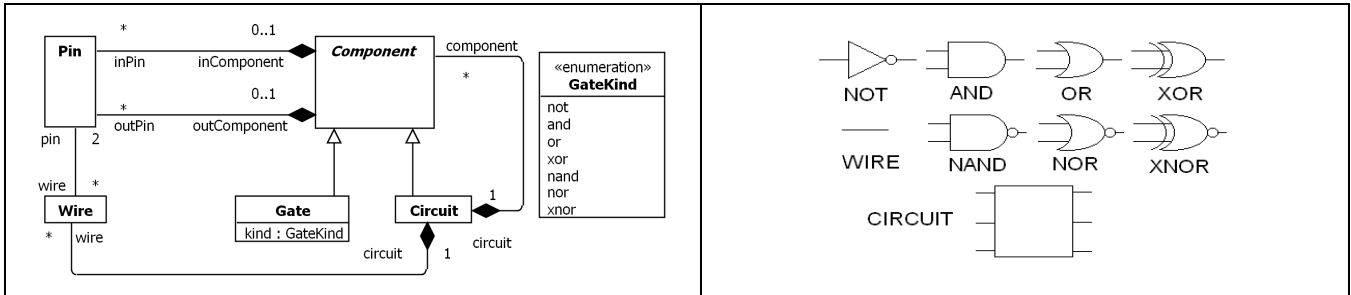 * 0..1
Pin Component component
inPin inComponent *
0..1
*
outPin outComponent
pin 2
wire *
Wire Gate Circuit 1
* wire kind : GateKind circuit
circuit 1
«enumeration»
GateKind
not
and
or
xor
nand
nor
xnor
NOT AND OR XOR
WIRE NAND NOR XNOR
CIRCUIT